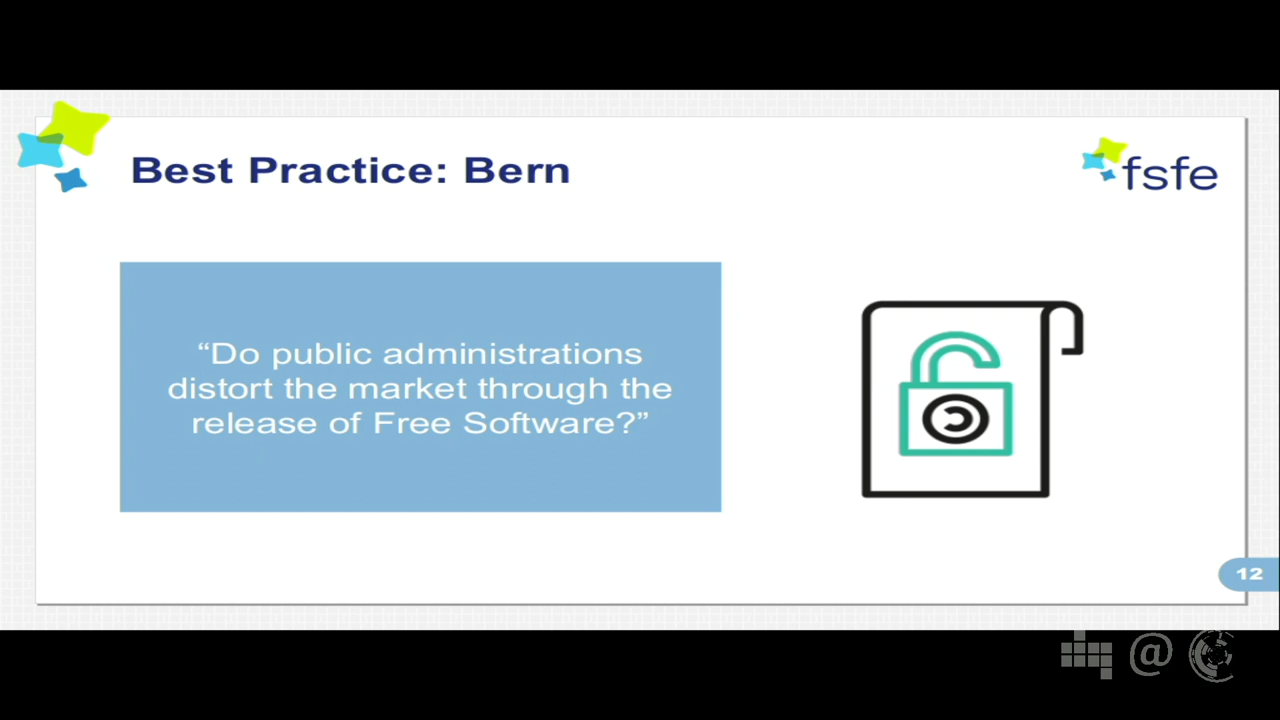 Best Practice: Bern
fsfe
“Do public administrations
distort the market through the
release of Free Software?”
12
@